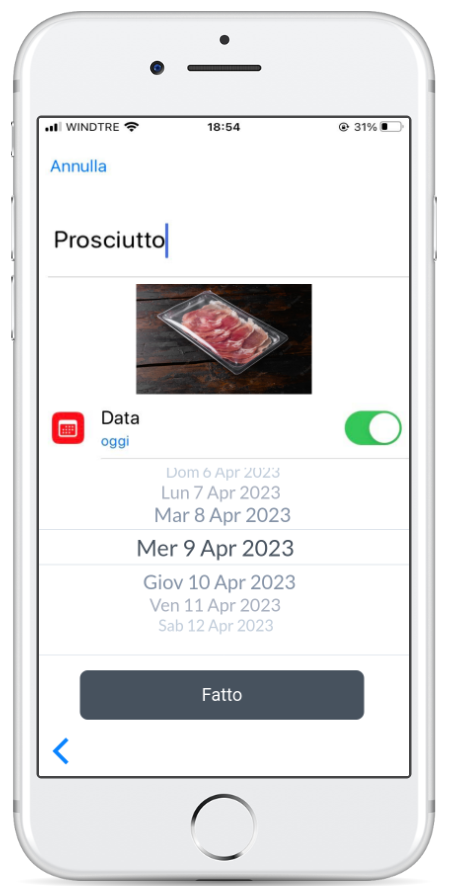 WINDTRE 18:54 31%
Annulla
Prosciutto
Data
oggi
Dom 6 Apr 2023
Lun 7 Apr 2023
Mar 8 Apr 2023
Mer 9 Apr 2023
Giov 10 Apr 2023
Ven 11 Apr 2023
Sab 12 Apr 2023
Fatto